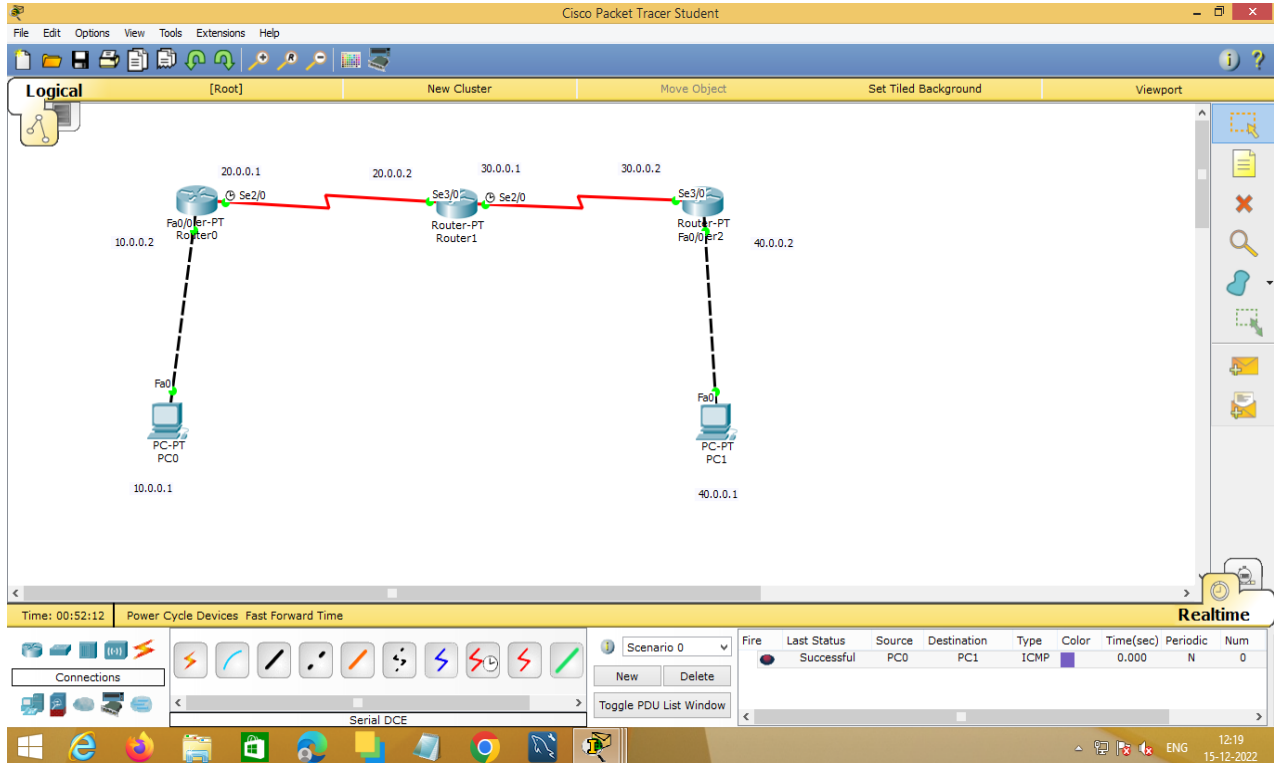 Cisco Packet Tracer Student
File Edit Options View Tools Extensions Help
Logical [Root] New Cluster Move Object Set Tiled Background Viewport
20.0.0.1 20.0.0.2 30.0.0.1 30.0.0.2
Se2/0 Se3/0 Se2/0 Se3/0
Fa0/0 er-PT Router-PT Router-PT
Router0 Router1 Fa0/0 er2
10.0.0.2 40.0.0.2
Fa0 Fa0
PC-PT PC-PT
PC0 PC1
10.0.0.1 40.0.0.1
Time: 00:52:12 Power Cycle Devices Fast Forward Time Realtime
Connections
Serial DCE
Scenario 0
New Delete
Toggle PDU List Window
Fire Last Status Source Destination Type Color Time(sec) Periodic Num
Successful PC0 PC1 ICMP 0.000 N 0
ENG 12:19
15-12-2022